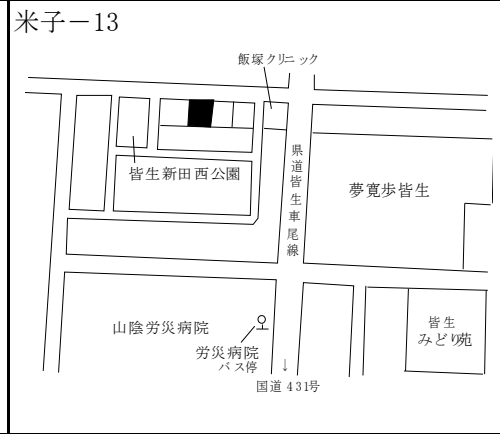 米子－13
飯塚クリニック
皆生新田西公園
県道皆生車尾線
夢寛歩皆生
山陰労災病院
労災病院
バス停
↓
国道431号
皆生
みどり苑